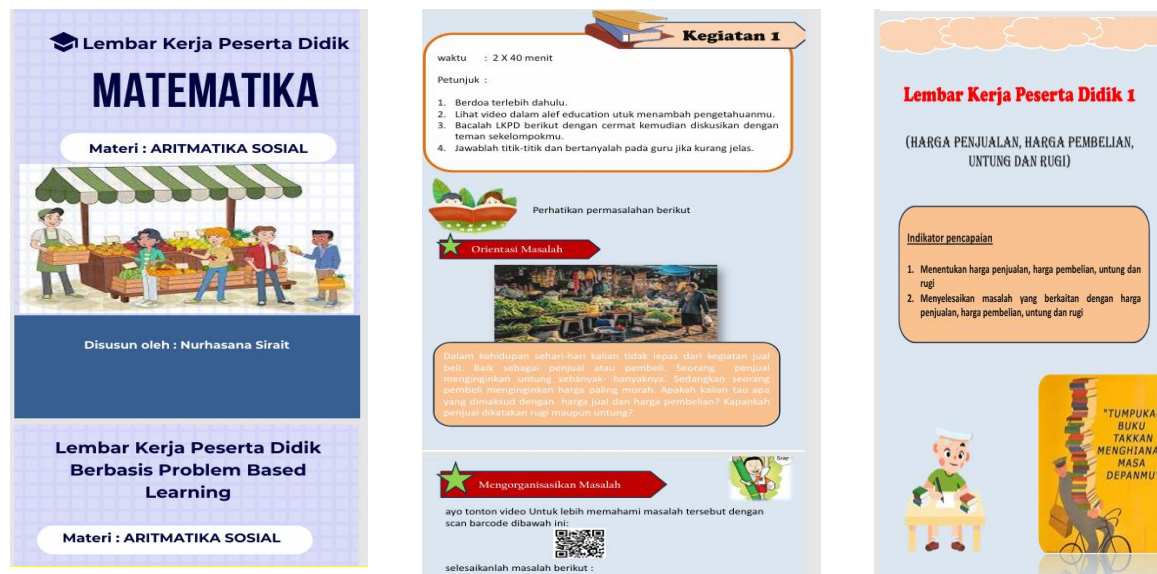 Lembar Kerja Peserta Didik
MATEMATIKA
Materi : ARITMATIKA SOSIAL
Disusun oleh : Nurhasana Sirait
Lembar Kerja Peserta Didik
Berbasis Problem Based
Learning
Materi : ARITMATIKA SOSIAL
Kegiatan 1
waktu : 2 X 40 menit
Petunjuk :
1. Berdoa terlebih dahulu.
2. Lihat video dalam alef education utuk menambah pengetahuanmu.
3. Bacalah LKPD berikut dengan cermat kemudian diskusikan dengan
teman sekelompokmu.
4. Jawablah titik-titik dan bertanyalah pada guru jika kurang jelas.
Perhatikan permasalahan berikut
Orientasi Masalah
Dalam kehidupan sehari-hari kalian tidak lepas dari kegiatan jual
beli. Baik sebagai penjual atau pembeli. Seorang penjual
menginginkan untung sebanyak- banyaknya. Sedangkan seorang
pembeli menginginkan harga paling murah. Apakah kalian tau apa
yang dimaksud dengan harga jual dan harga pembelian? Kapankah
penjual dikatakan rugi maupun untung?
Mengorganisasikan Masalah
ayo tonton video Untuk lebih memahami masalah tersebut dengan
scan barcode dibawah ini:
selesaikanlah masalah berikut :
Lembar Kerja Peserta Didik 1
(HARGA PENJUALAN, HARGA PEMBELIAN,
UNTUNG DAN RUGI)
Indikator pencapaian
1. Menentukan harga penjualan, harga pembelian, untung dan
rugi
2. Menyelesaikan masalah yang berkaitan dengan harga
penjualan, harga pembelian, untung dan rugi
"TUMPUKA
BUKU
TAKKAN
MENGHIANA
MASA
DEPANMU"